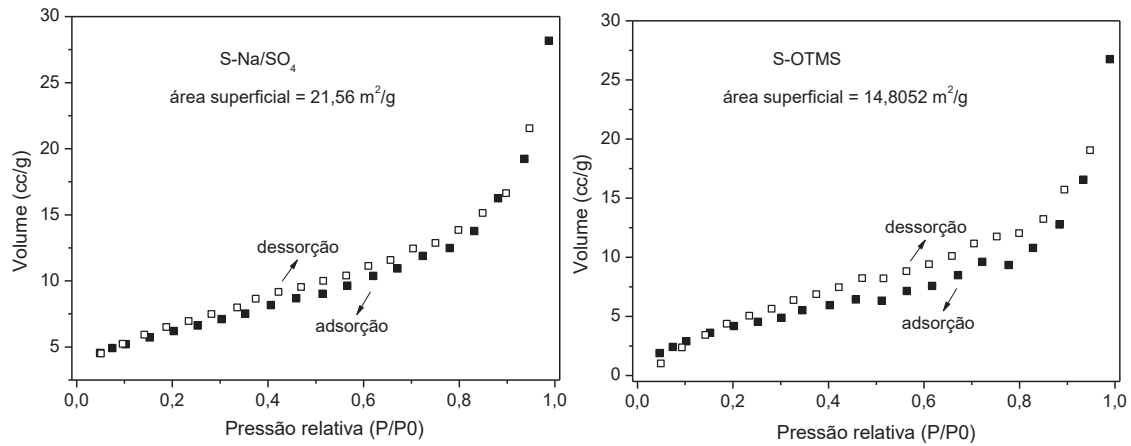 30
25
20
15
10
5
Volume (cc/g)
S-Na/SO₄
área superficial = 21,56 m²/g
dessorção
adsorção
0,0 0,2 0,4 0,6 0,8 1,0
Pressão relativa (P/P0)
30
25
20
15
10
5
0
Volume (cc/g)
S-OTMS
área superficial = 14,8052 m²/g
dessorção
adsorção
0,0 0,2 0,4 0,6 0,8 1,0
Pressão relativa (P/P0)